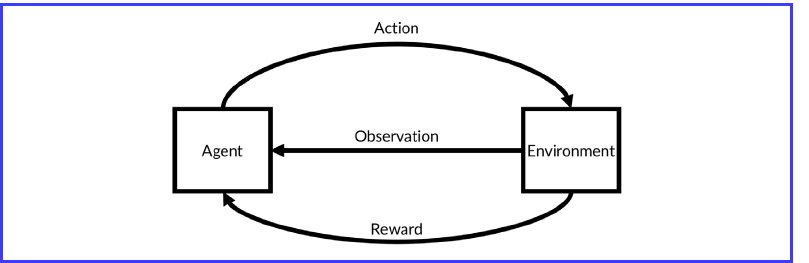 Action
Observation
Agent
Environment
Reward